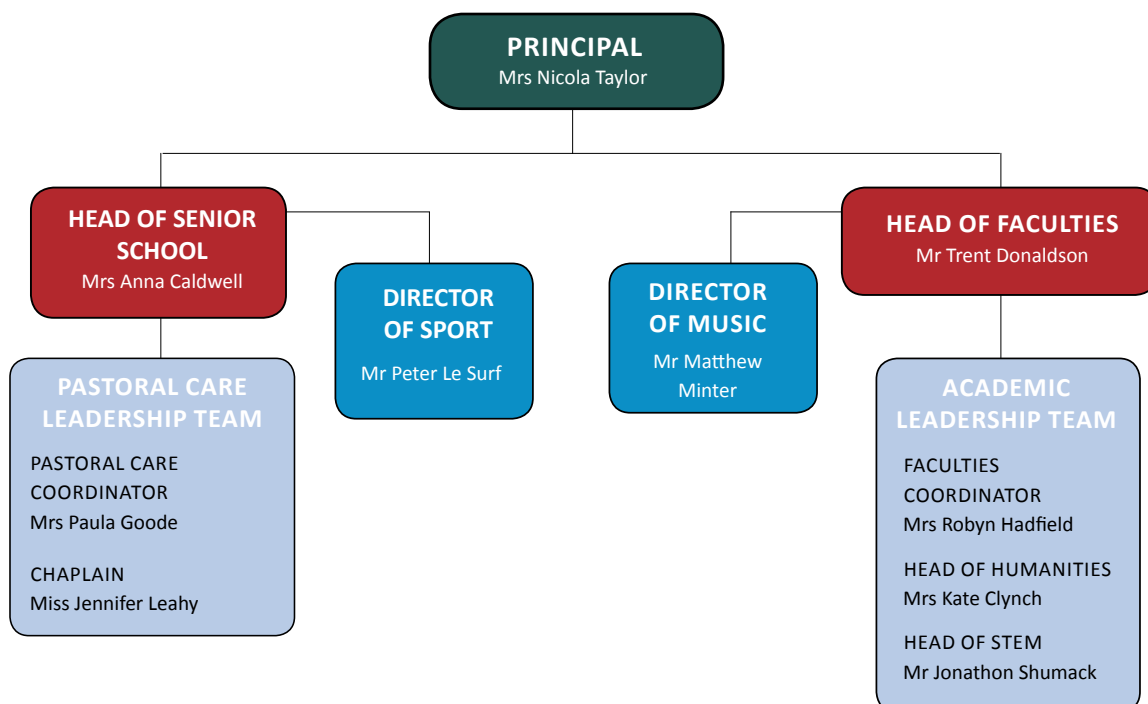 PRINCIPAL
Mrs Nicola Taylor
HEAD OF SENIOR
SCHOOL
Mrs Anna Caldwell
HEAD OF FACULTIES
Mr Trent Donaldson
DIRECTOR
OF SPORT
Mr Peter Le Surf
DIRECTOR
OF MUSIC
Mr Matthew
Minter
PASTORAL CARE
LEADERSHIP TEAM
PASTORAL CARE
COORDINATOR
Mrs Paula Goode
CHAPLAIN
Miss Jennifer Leahy
ACADEMIC
LEADERSHIP TEAM
FACULTIES
COORDINATOR
Mrs Robyn Hadfield
HEAD OF HUMANITIES
Mrs Kate Clynch
HEAD OF STEM
Mr Jonathon Shumack